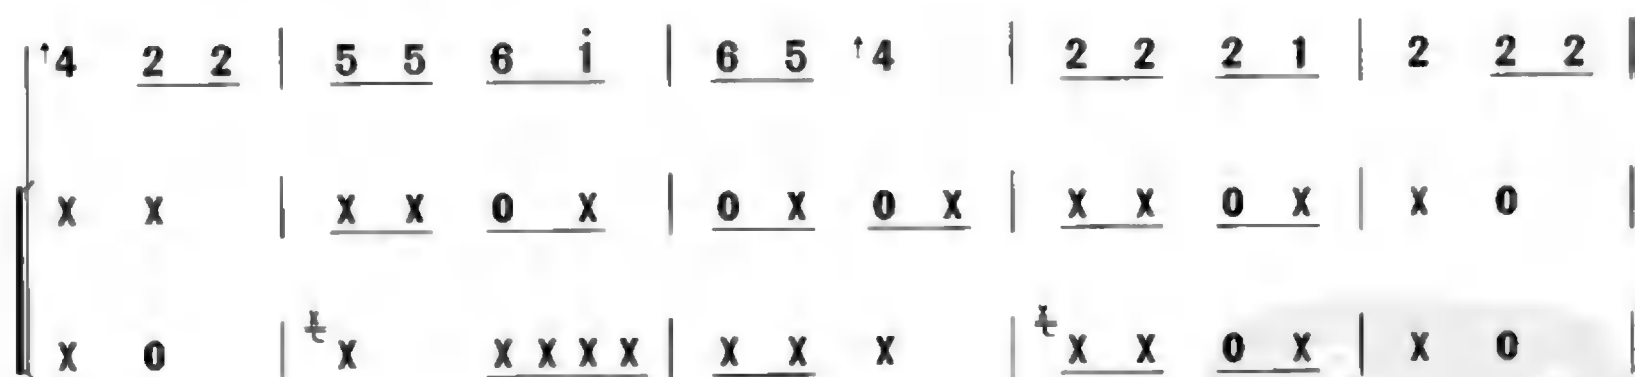 ↑4 2 2 | 5 5 6 i | 6 5 ↑4 | 2 2 2 1 | 2 2 2 |
X X | X X 0 X | 0 X 0 X | X X 0 X | X 0 |
X 0 | X X X X X | X X X | X X X 0 X | X 0 |